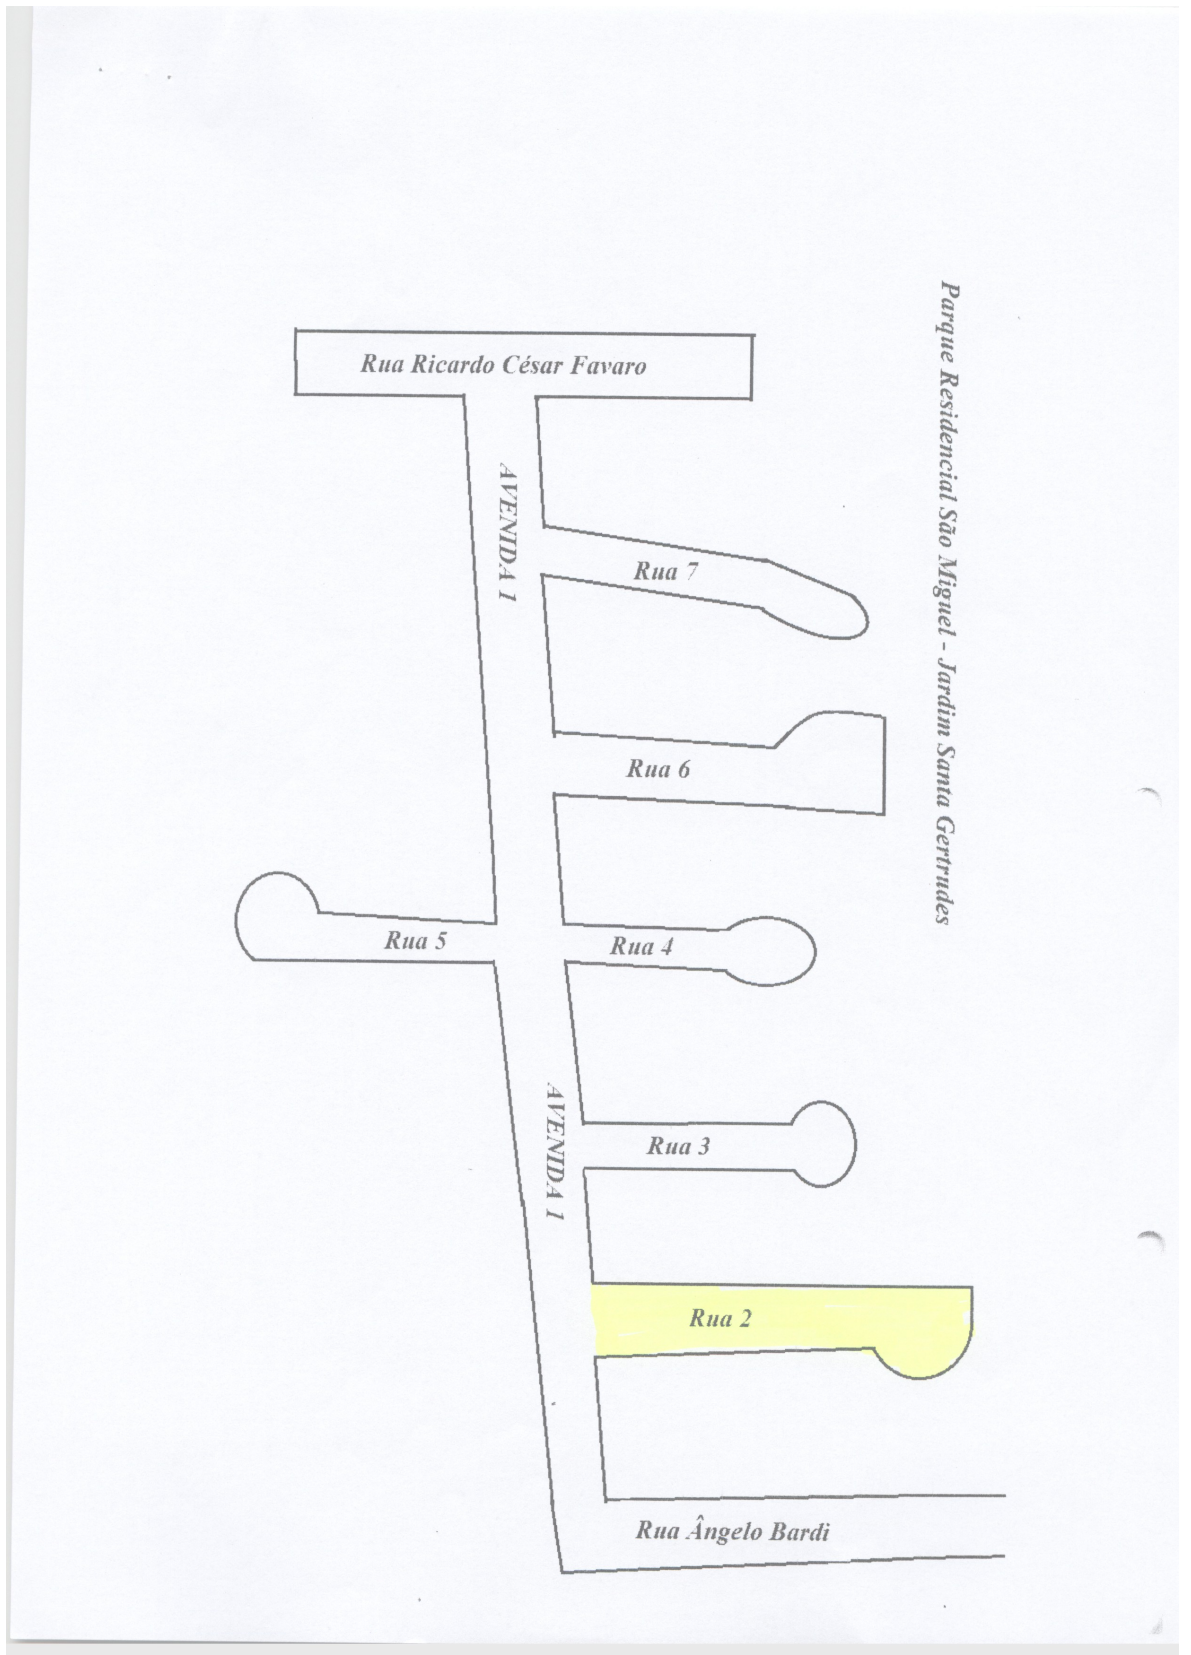 Parque Residencial São Miguel - Jardim Santa Gertrudes
Rua Ricardo César Favaro
AVENIDA 1
Rua 7
Rua 6
Rua 5
Rua 4
AVENIDA 1
Rua 3
Rua 2
Rua Ângelo Bardi